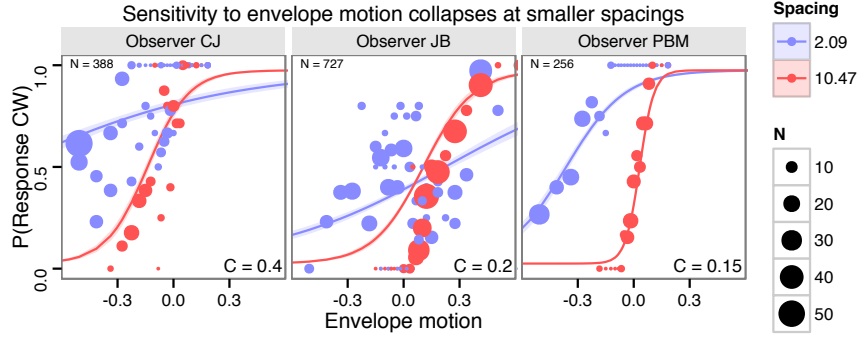 Sensitivity to envelope motion collapses at smaller spacings
Observer CJ
Observer JB
Observer PBM
N = 388
N = 727
N = 256
P(Response CW)
1.0
0.5
0.0
C = 0.4
C = 0.2
C = 0.15
-0.3 0.0 0.3
-0.3 0.0 0.3
-0.3 0.0 0.3
Envelope motion
Spacing
2.09
10.47
N
10
20
30
40
50